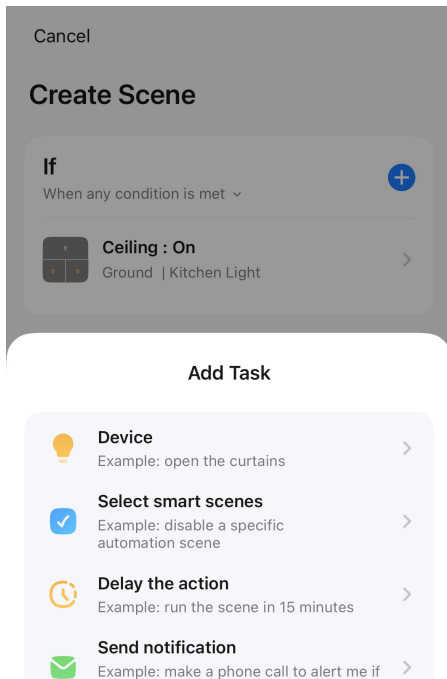 Cancel
Create Scene
If
When any condition is met
Ceiling : On
Ground | Kitchen Light
Add Task
Device
Example: open the curtains
Select smart scenes
Example: disable a specific
automation scene
Delay the action
Example: run the scene in 15 minutes
Send notification
Example: make a phone call to alert me if